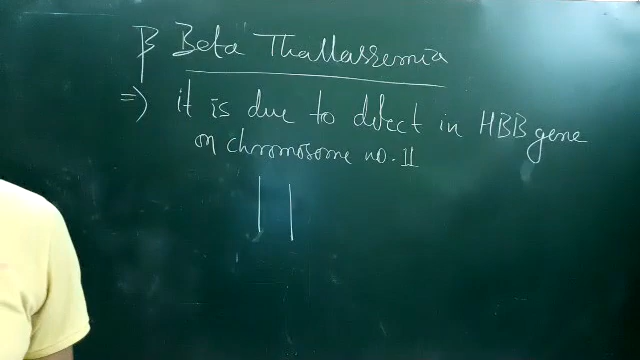 β Beta Thallassemia
⇒ it is due to defect in HBB gene
on chromosome no. 11